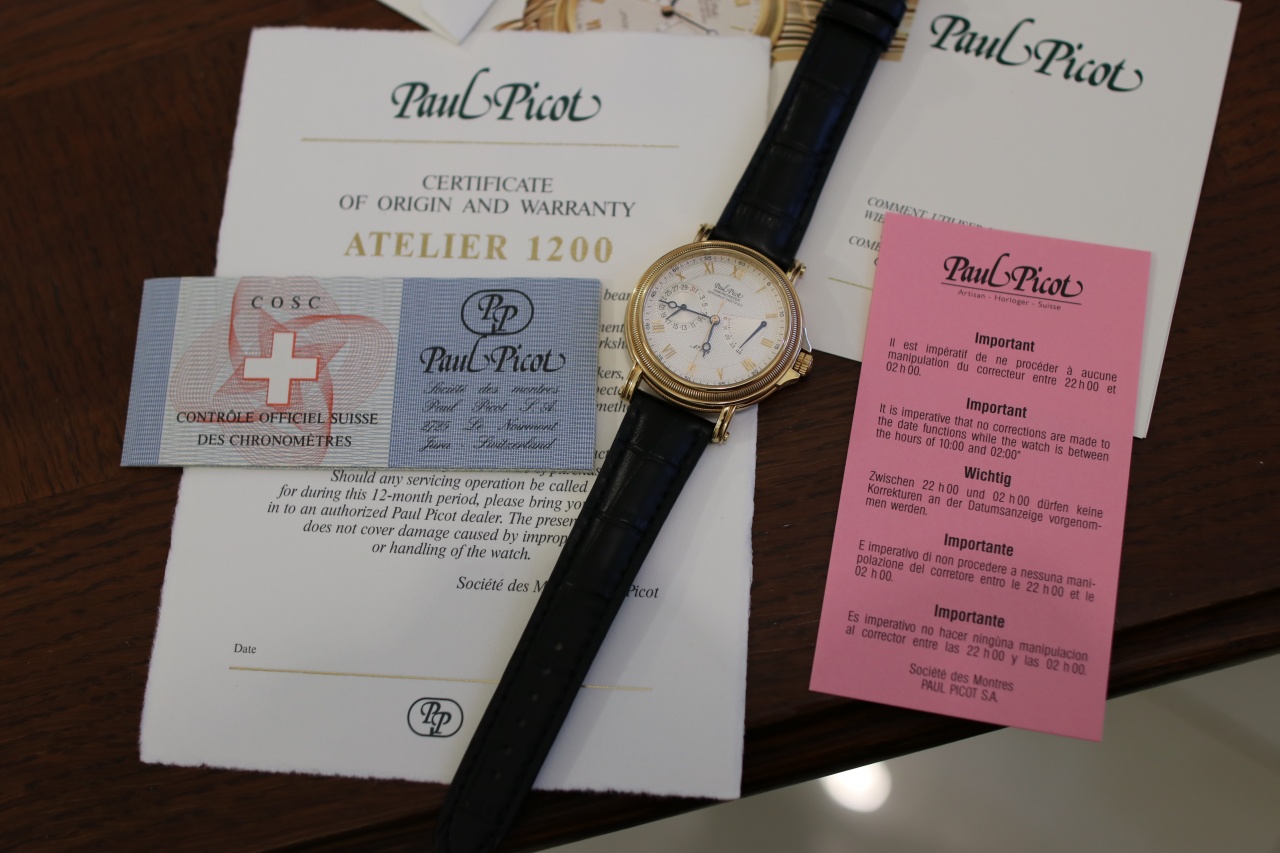 Paul Picot
CERTIFICATE
OF ORIGIN AND WARRANTY
ATELIER 1200
COSC
CONTRÔLE OFFICIEL SUISSE
DES CHRONOMÈTRES
PP
Paul Picot
Société des montres
Paul Picot S.A.
2725 Le Noirmont
Jura - Switzerland
Should any servicing operation be called
for during this 12-month period, please bring
in to an authorized Paul Picot dealer. The
does not cover damage caused by
or handling of the watch.
Société des
Picot
Date
PP
Paul Picot
COMMENT UTILISER
Paul Picot
Artisan - Horloger - Suisse
Important
Il est impératif de ne procéder à aucune
manipulation du correcteur entre 22 h 00 et
02 h 00.
Important
It is imperative that no corrections are made to
the date functions while the watch is between
the hours of 10:00 and 02:00"
Wichtig
Zwischen 22 h 00 und 02 h 00 dürfen keine
Korrekturen an der Datumsanzeige vorgenom-
men werden.
Importante
E imperativo di non procedere a nessuna mani-
polazione del corretore entro le 22 h 00 et le
02 h 00.
Importante
Es imperativo no hacer ningúna manipulacion
al corrector entre las 22 h 00 y las 02 h 00.
Société des Montres
PAUL PICOT S.A.